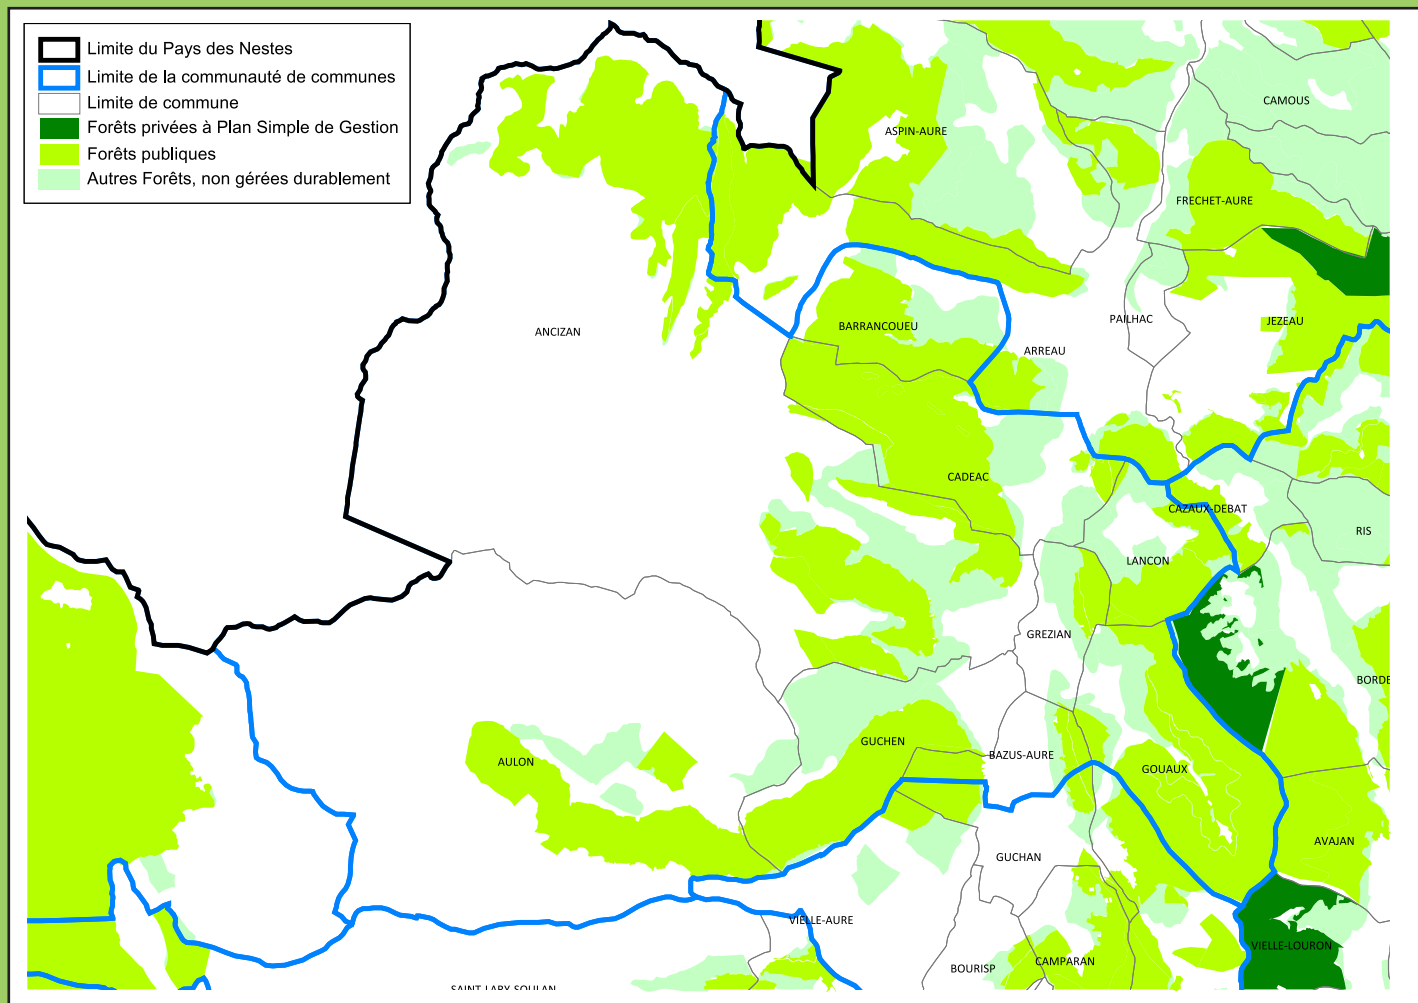 Limite du Pays des Nestes
Limite de la communauté de communes
Limite de commune
Forêts privées à Plan Simple de Gestion
Forêts publiques
Autres Forêts, non gérées durablement
CAMOUS
ASPIN-AURE
FRECHET-AURE
ANCIZAN
BARRANCOUEU
PAILHAC
JEZEAU
ARREAU
CADEAC
CAZAUX-DEBAT
RIS
LANCON
GREZIAN
BORDE
GUCHEN
BAZUS-AURE
AULON
GOUAUX
AVAJAN
GUCHAN
VIELLE-AURE
VIELLE-LOURON
CAMPARAN
BOURISP
SAINT-LARY-SOULAN